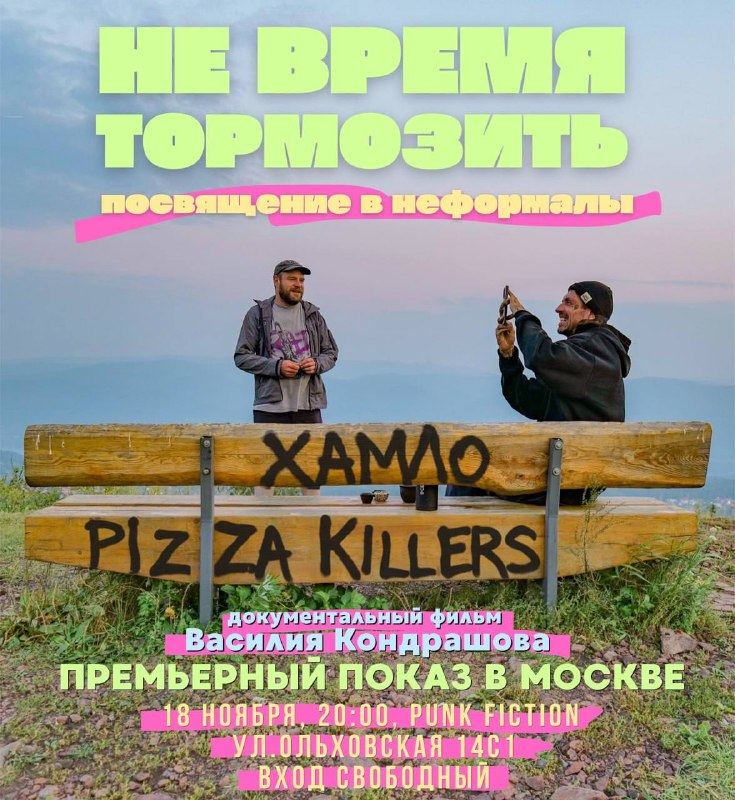 НЕ ВРЕМЯ
ТОРМОЗИТЬ
посвящение в неформалы
ХАМЛО
PIZZA KILLERS
документальный фильм
Василия Кондрашова
ПРЕМЬЕРНЫЙ ПОКАЗ В МОСКВЕ
18 НОЯБРЯ, 20:00, PUNK FICTION
УЛ.ОЛЬХОВСКАЯ 14С1
ВХОД СВОБОДНЫЙ